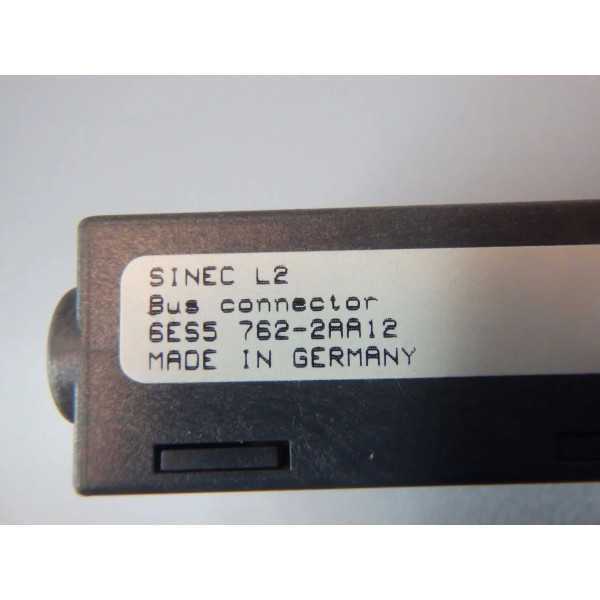 SINEC L2
Bus connector
6ES5 762-2AA12
MADE IN GERMANY